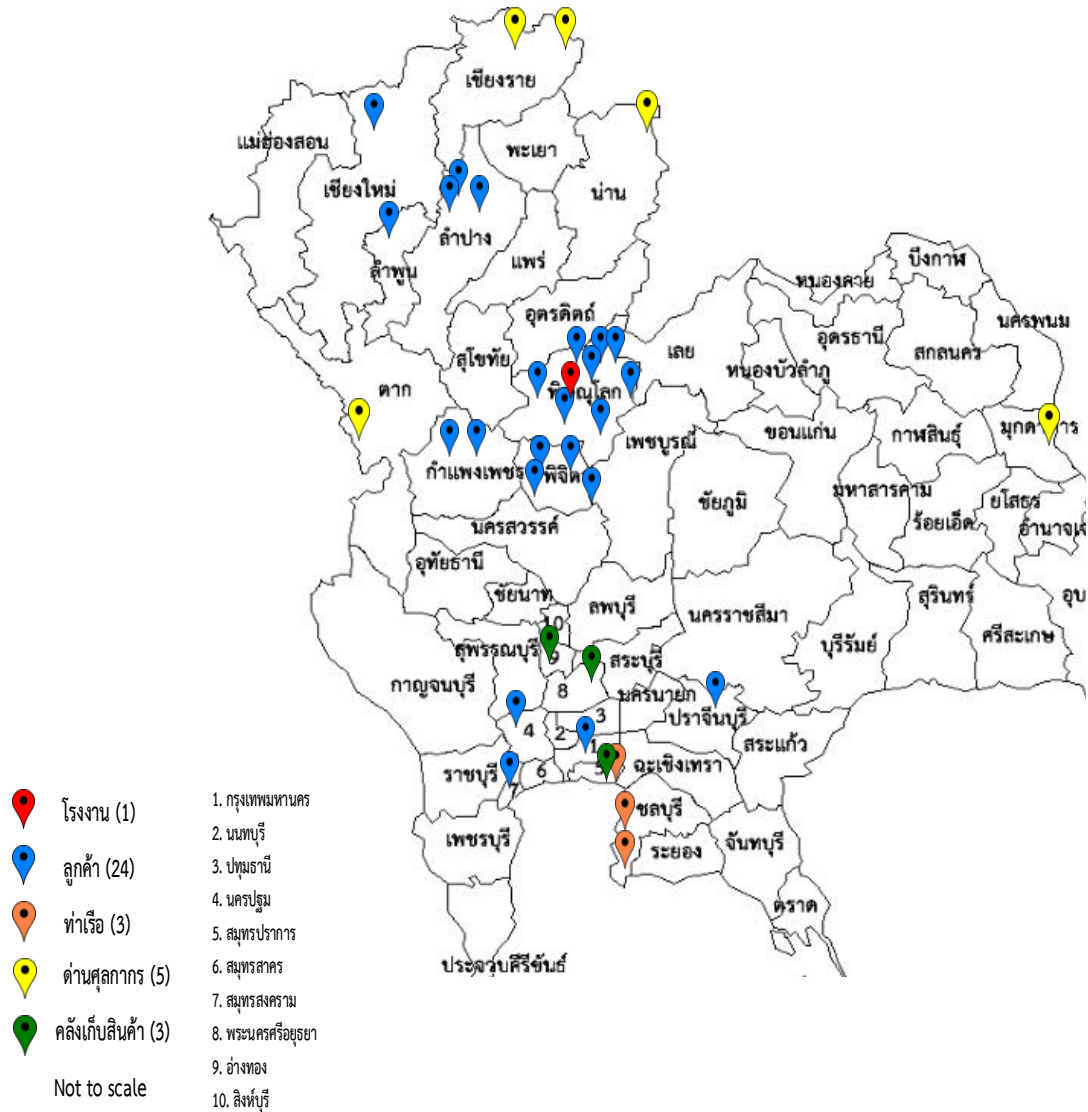 เชียงราย
แม่ฮ่องสอน
พะเยา
เชียงใหม่
น่าน
ลำปาง
ลำพูน
แพร่
บึงกาฬ
หนองคาย
อุตรดิตถ์
นครพนม
อุดรธานี
สุโขทัย
เลย
สกลนคร
หนองบัวลำภู
ตาก
เพชบูรณ์
ขอนแก่น
กาฬสินธุ์
กำแพงเพชร
พิจิต
ชัยภูมิ
มหาสารคาม
ยโสธร
ร้อยเอ็ด
อำนาจเจ
นครสวรรค์
อุทัยธานี
ชัยนาท
ลพบุรี
นครราชสีมา
สุรินทร์
อุบ
10
สุพรรณบุรี
9
สระบุรี
บุรีรัมย์
ศรีสะเกษ
กาญจนบุรี
8
นครนายก
3
ปราจีนบุรี
4
2
1
สระแก้ว
ราชบุรี
6
5
ฉะเชิงเทรา
7
ชลบุรี
เพชรบุรี
ระยอง
จันทบุรี
ตราด
ประจวบคีรีขันธ์
โรงงาน (1)
ลูกค้า (24)
ท่าเรือ (3)
ด่านศุลกากร (5)
คลังเก็บสินค้า (3)
Not to scale
1. กรุงเทพมหานคร
2. นนทบุรี
3. ปทุมธานี
4. นครปฐม
5. สมุทรปราการ
6. สมุทรสาคร
7. สมุทรสงคราม
8. พระนครศรีอยุธยา
9. อ่างทอง
10. สิงห์บุรี